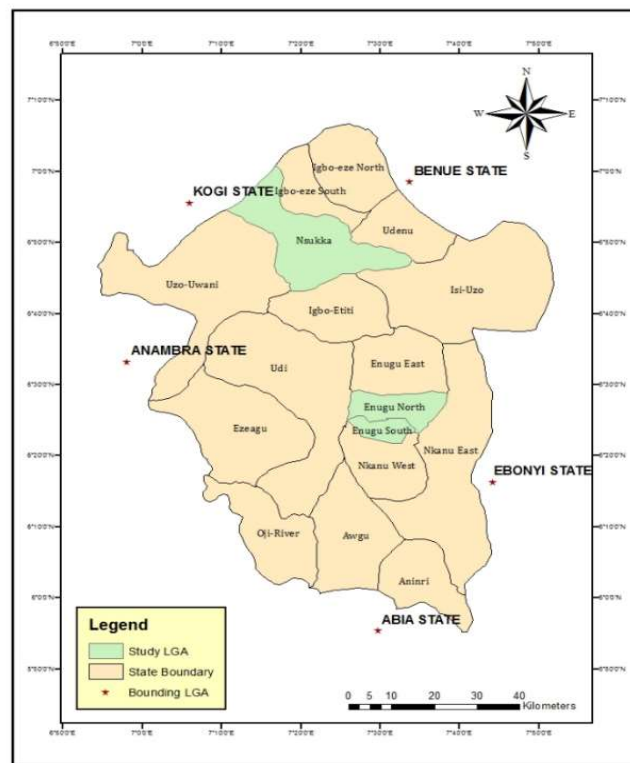 6°50'0"E 7°0'0"E 7°10'0"E 7°20'0"E 7°30'0"E 7°40'0"E 7°50'0"E
7°10'0"N 7°10'0"N
N
W E
S
7°0'0"N 7°0'0"N
Igbo-eze North
BENUE STATE
KOGI STATE
Igbo-eze South
Udenu
Nsukka
6°50'0"N 6°50'0"N
Uzo-Uwani
Isi-Uzo
Igbo-Etiti
6°40'0"N 6°40'0"N
ANAMBRA STATE
Enugu East
Udi
6°30'0"N 6°30'0"N
Enugu North
Ezeagu
Enugu South
Nkanu East
6°20'0"N 6°20'0"N
Nkanu West
EBONYI STATE
6°10'0"N 6°10'0"N
Oji-River
Awgu
Aninri
6°0'0"N 6°0'0"N
ABIA STATE
Legend
Study LGA
State Boundary
Bounding LGA
5°50'0"N 5°50'0"N
0 5 10 20 30 40
Kilometers
6°50'0"E 7°0'0"E 7°10'0"E 7°20'0"E 7°30'0"E 7°40'0"E 7°50'0"E